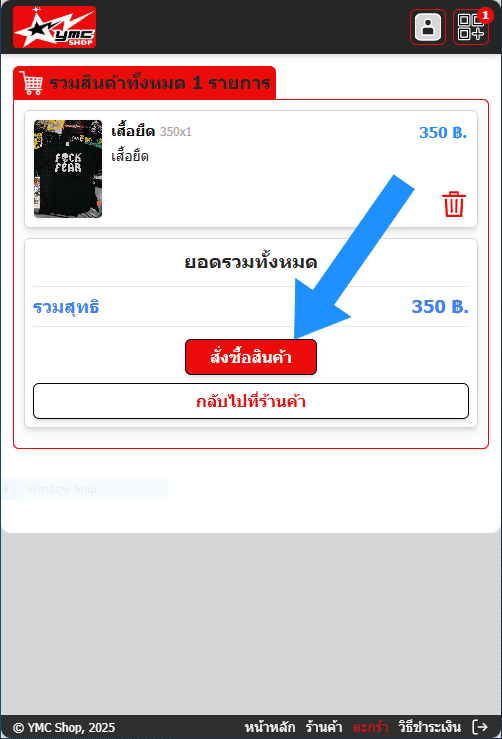 YMC
SHOP
1
รวมสินค้าทั้งหมด 1 รายการ
เสื้อยืด 350x1
350 ฿.
เสื้อยืด
F☠CK
FEAR
ยอดรวมทั้งหมด
รวมสุทธิ
350 ฿.
สั่งซื้อสินค้า
กลับไปที่ร้านค้า
Window Snip
© YMC Shop, 2025
หน้าหลัก ร้านค้า ตะกร้า วิธีชำระเงิน